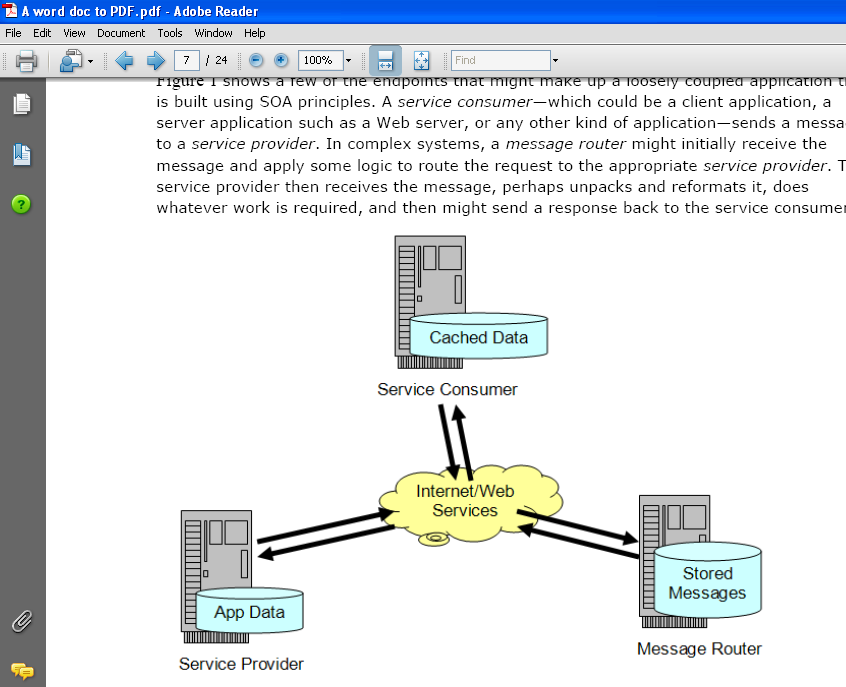 A word doc to PDF.pdf - Adobe Reader
File Edit View Document Tools Window Help
7 / 24 100% Find
Figure 1 shows a few of the endpoints that might make up a loosely coupled application
is built using SOA principles. A service consumer—which could be a client application, a
server application such as a Web server, or any other kind of application—sends a messa
to a service provider. In complex systems, a message router might initially receive the
message and apply some logic to route the request to the appropriate service provider. T
service provider then receives the message, perhaps unpacks and reformats it, does
whatever work is required, and then might send a response back to the service consumer
Cached Data
Service Consumer
Internet/Web
Services
App Data
Service Provider
Stored
Messages
Message Router